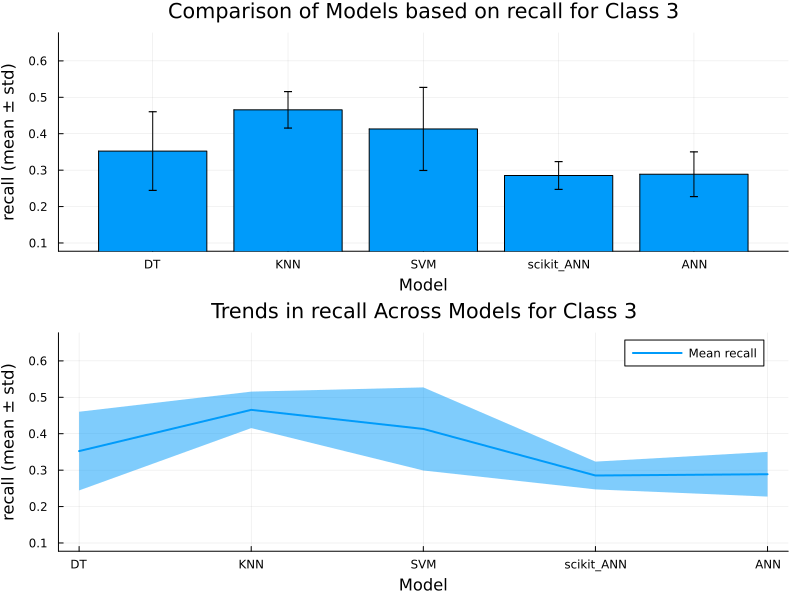 Comparison of Models based on recall for Class 3
recall (mean ± std)
0.6
0.5
0.4
0.3
0.2
0.1
DT KNN SVM scikit_ANN ANN
Model
Trends in recall Across Models for Class 3
recall (mean ± std)
Mean recall
0.6
0.5
0.4
0.3
0.2
0.1
DT KNN SVM scikit_ANN ANN
Model